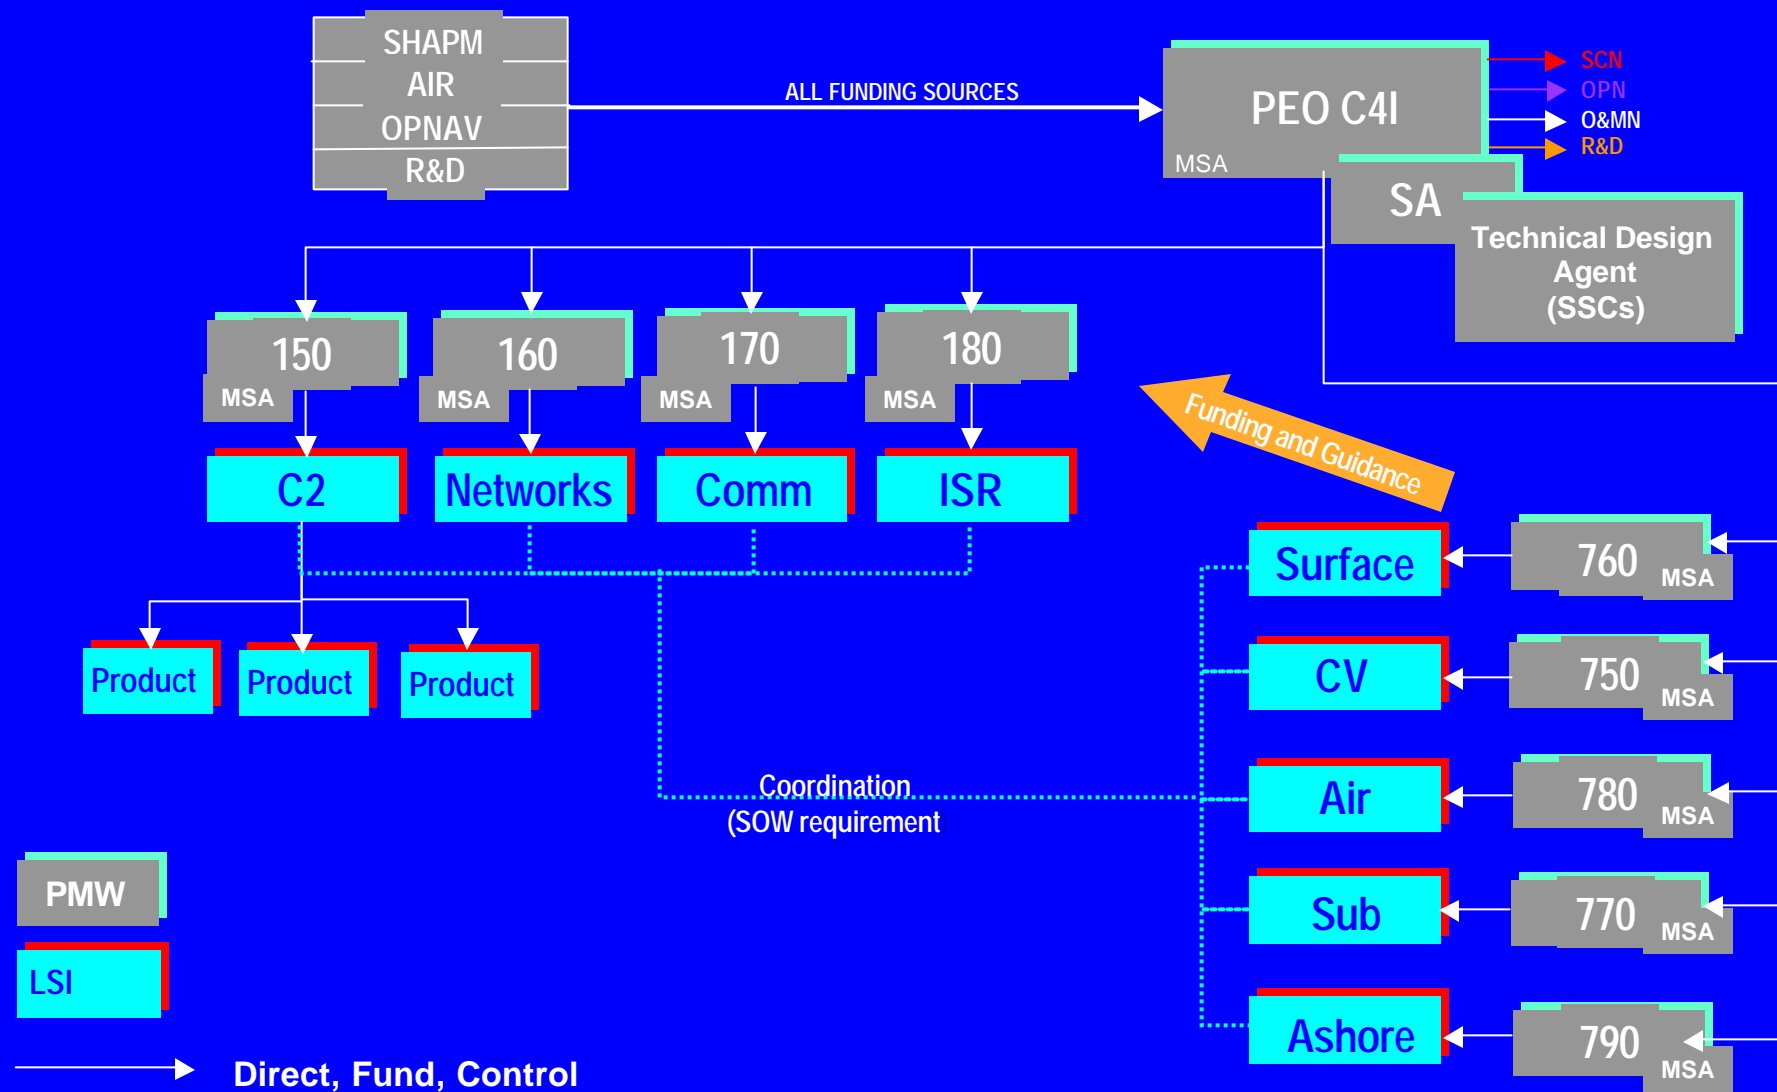 SHAPM
AIR
OPNAV
R&D
ALL FUNDING SOURCES
PEO C4I
MSA
SCN
OPN
O&MN
R&D
SA
Technical Design
Agent
(SSCs)
150
MSA
160
MSA
170
MSA
180
MSA
C2
Networks
Comm
ISR
Funding and Guidance
Product
Product
Product
Surface
760
MSA
CV
750
MSA
Air
780
MSA
Sub
770
MSA
Ashore
790
MSA
Coordination
(SOW requirement
PMW
LSI
Direct, Fund, Control